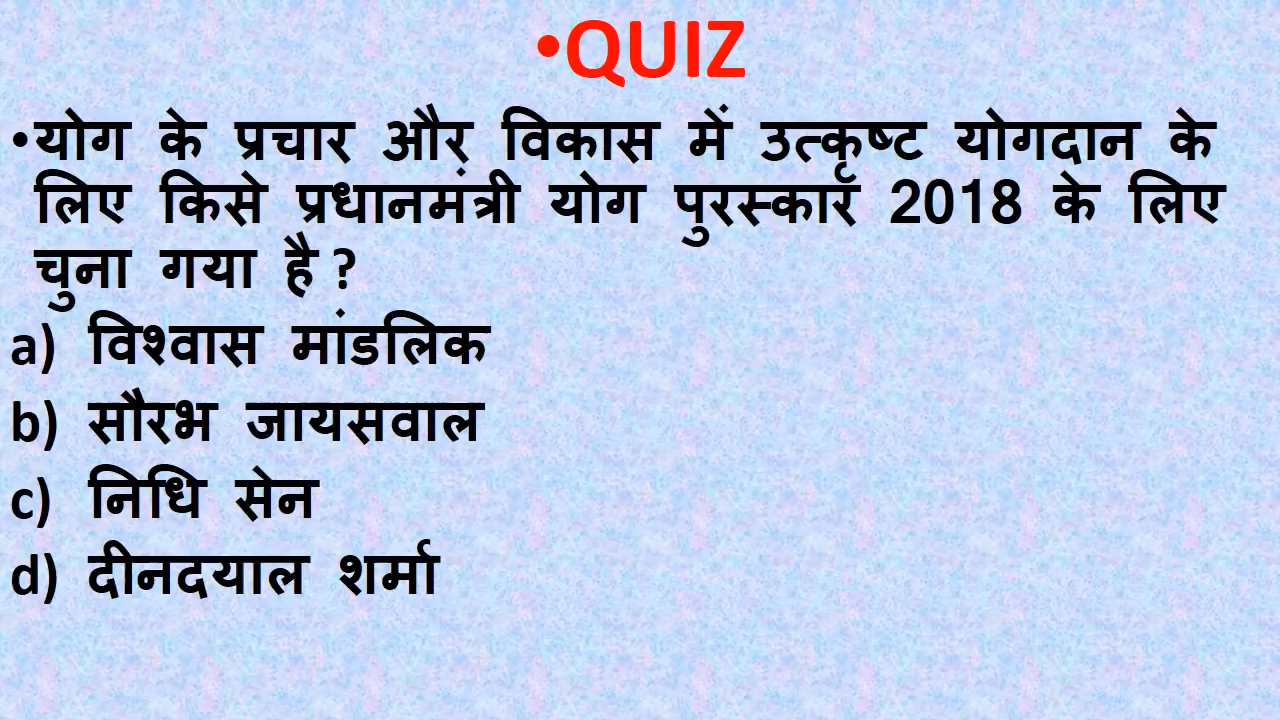 •QUIZ
•योग के प्रचार और विकास में उत्कृष्ट योगदान के
लिए किसे प्रधानमंत्री योग पुरस्कार 2018 के लिए
चुना गया है ?
a) विश्वास मांडलिक
b) सौरभ जायसवाल
c) निधि सेन
d) दीनदयाल शर्मा